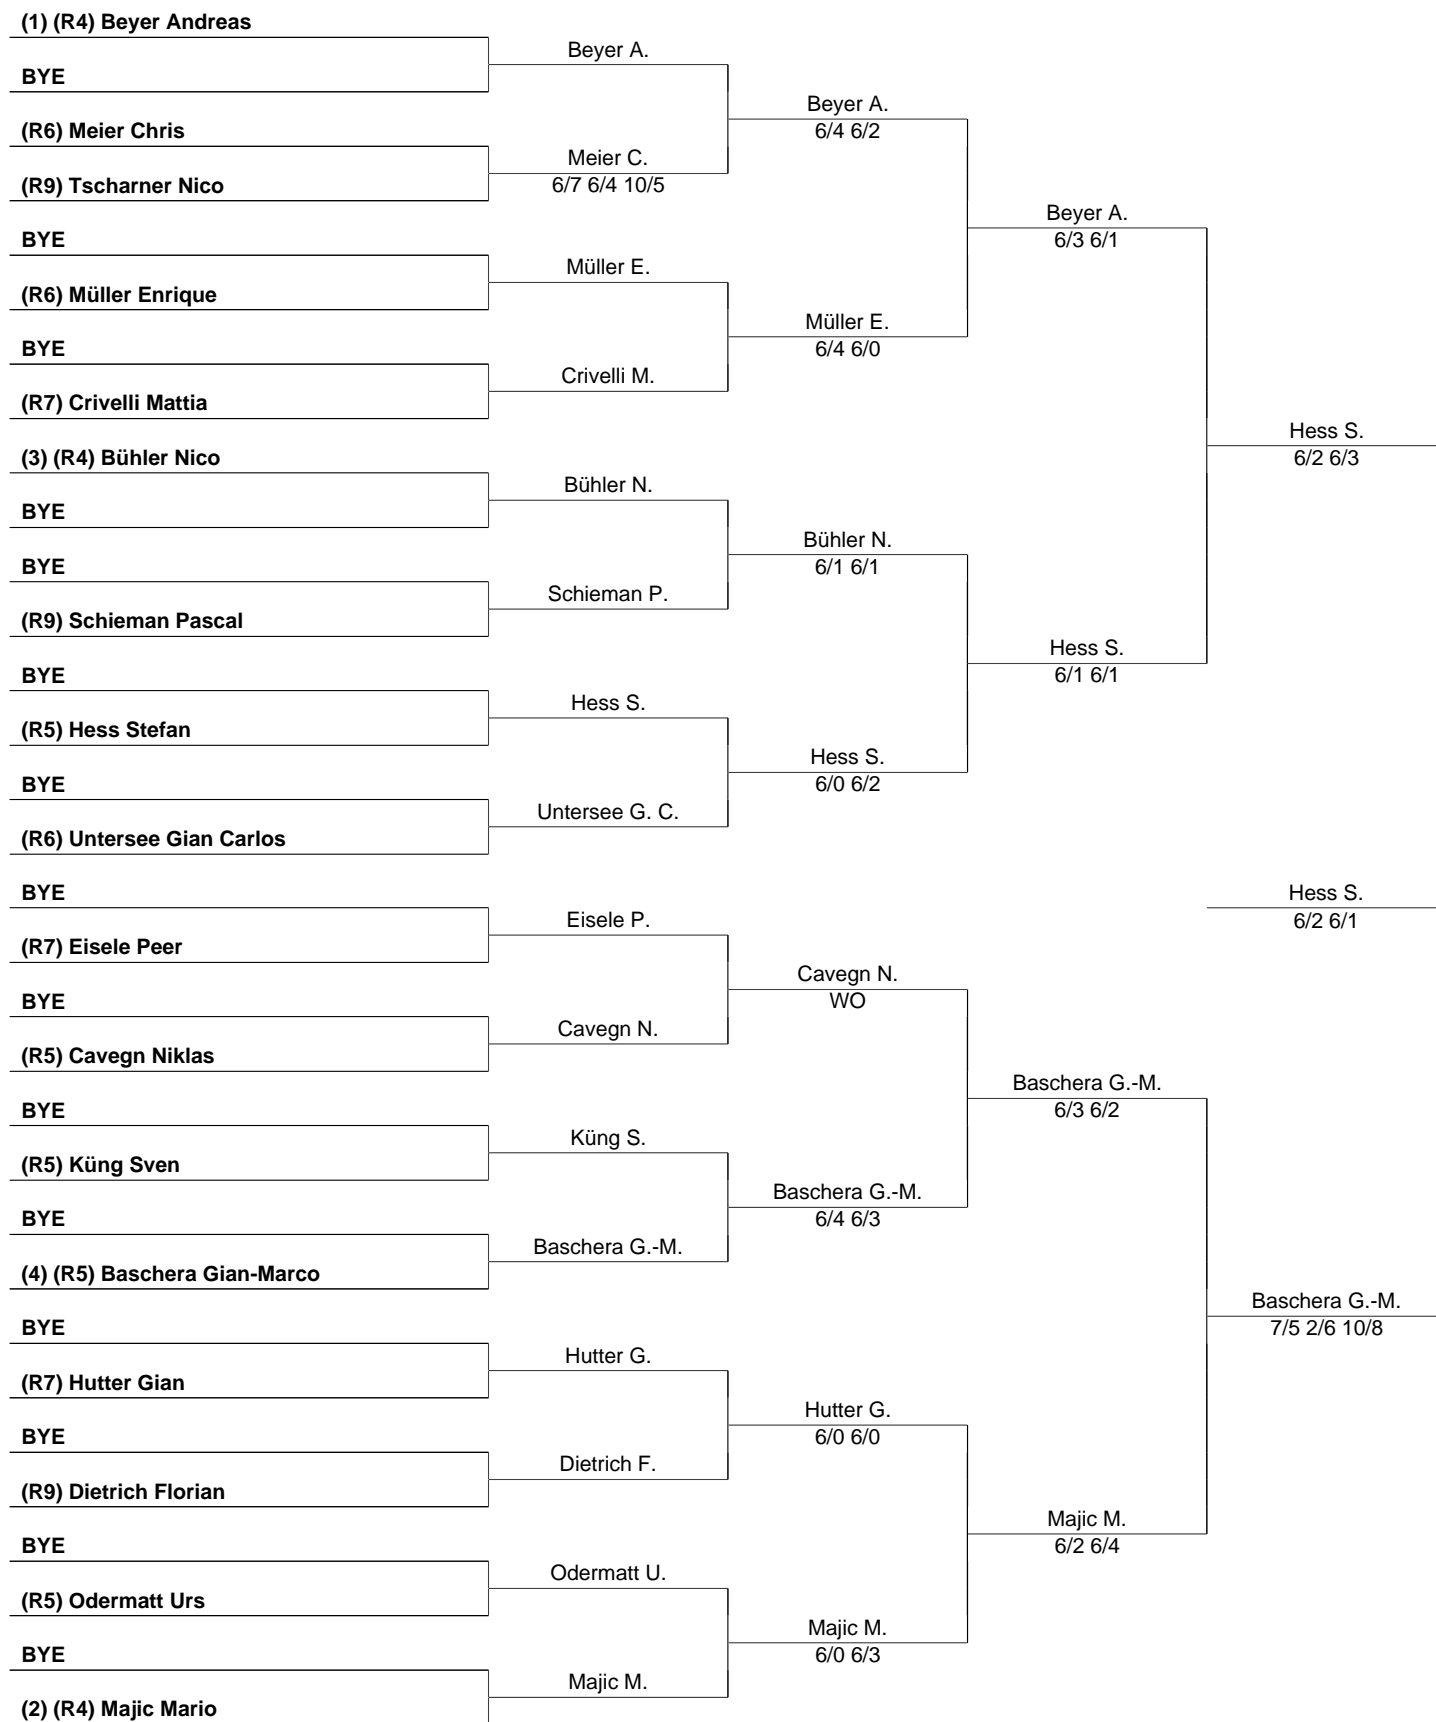 (1) (R4) Beyer Andreas
BYE
(R6) Meier Chris
(R9) Tscharner Nico
BYE
(R6) Müller Enrique
BYE
(R7) Crivelli Mattia
(3) (R4) Bühler Nico
BYE
BYE
(R9) Schieman Pascal
BYE
(R5) Hess Stefan
BYE
(R6) Untersee Gian Carlos
BYE
(R7) Eisele Peer
BYE
(R5) Cavegn Niklas
BYE
(R5) Küng Sven
BYE
(4) (R5) Baschera Gian-Marco
BYE
(R7) Hutter Gian
BYE
(R9) Dietrich Florian
BYE
(R5) Odermatt Urs
BYE
(2) (R4) Majic Mario
Beyer A.
Meier C.
6/7 6/4 10/5
Müller E.
Crivelli M.
Bühler N.
Schieman P.
Hess S.
Untersee G. C.
Eisele P.
Cavegn N.
Küng S.
Baschera G.-M.
Hutter G.
Dietrich F.
Odermatt U.
Majic M.
Beyer A.
6/4 6/2
Müller E.
6/4 6/0
Bühler N.
6/1 6/1
Hess S.
6/0 6/2
Cavegn N.
WO
Baschera G.-M.
6/4 6/3
Hutter G.
6/0 6/0
Majic M.
6/0 6/3
Beyer A.
6/3 6/1
Hess S.
6/1 6/1
Baschera G.-M.
6/3 6/2
Majic M.
6/2 6/4
Hess S.
6/2 6/3
Hess S.
6/2 6/1
Baschera G.-M.
7/5 2/6 10/8